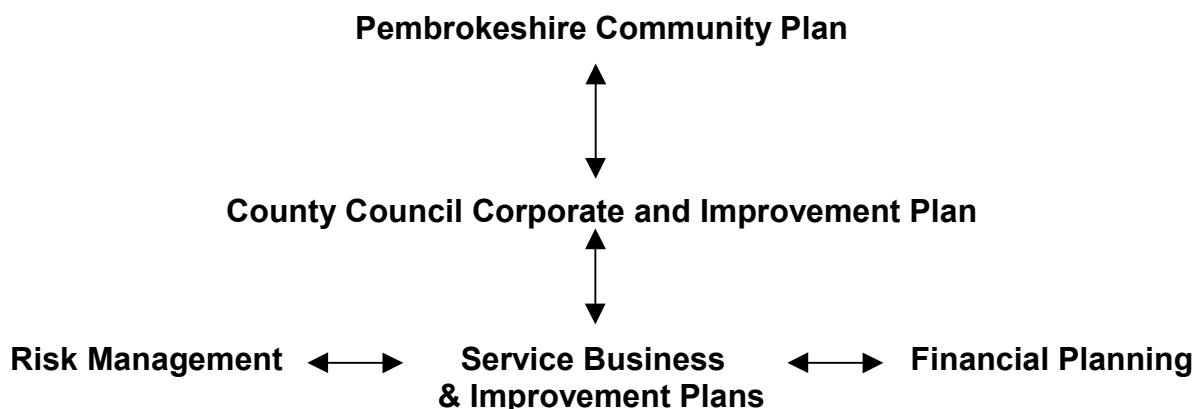 Pembrokeshire Community Plan
County Council Corporate and Improvement Plan
Risk Management
Service Business
& Improvement Plans
Financial Planning